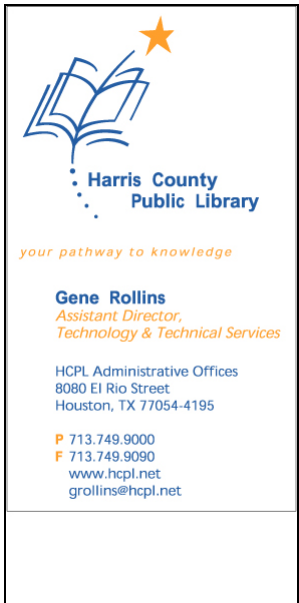 Harris County
Public Library
your pathway to knowledge
Gene Rollins
Assistant Director,
Technology & Technical Services
HCPL Administrative Offices
8080 El Rio Street
Houston, TX 77054-4195
P 713.749.9000
F 713.749.9090
www.hcpl.net
grollins@hcpl.net